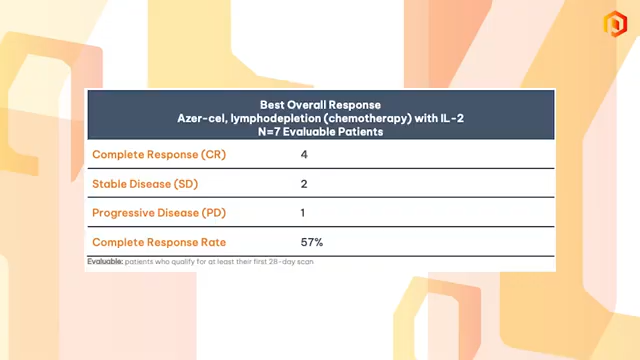 Best Overall Response
Azer-cel, lymphodepletion (chemotherapy) with IL-2
N=7 Evaluable Patients
Complete Response (CR) 4
Stable Disease (SD) 2
Progressive Disease (PD) 1
Complete Response Rate 57%
Evaluable: patients who qualify for at least their first 28-day scan